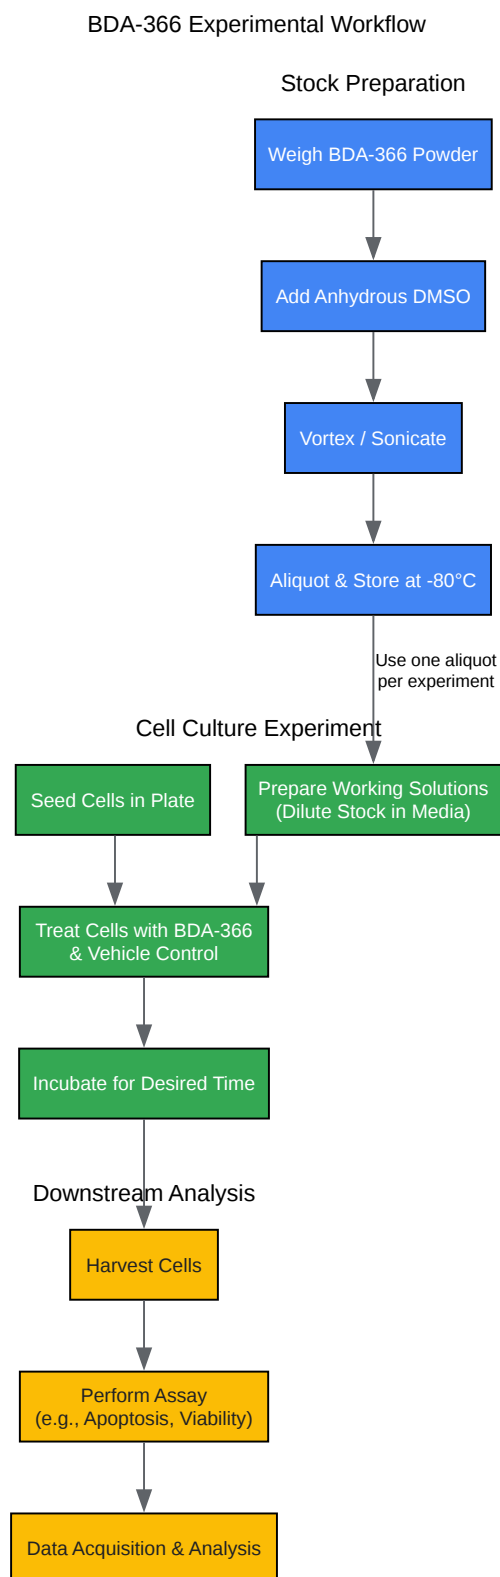 BDA-366 Experimental Workflow
Stock Preparation
Weigh BDA-366 Powder
Add Anhydrous DMSO
Vortex / Sonicate
Aliquot & Store at -80°C
Use one aliquot
per experiment
Cell Culture Experiment
Seed Cells in Plate
Prepare Working Solutions
(Dilute Stock in Media)
Treat Cells with BDA-366
& Vehicle Control
Incubate for Desired Time
Downstream Analysis
Harvest Cells
Perform Assay
(e.g., Apoptosis, Viability)
Data Acquisition & Analysis